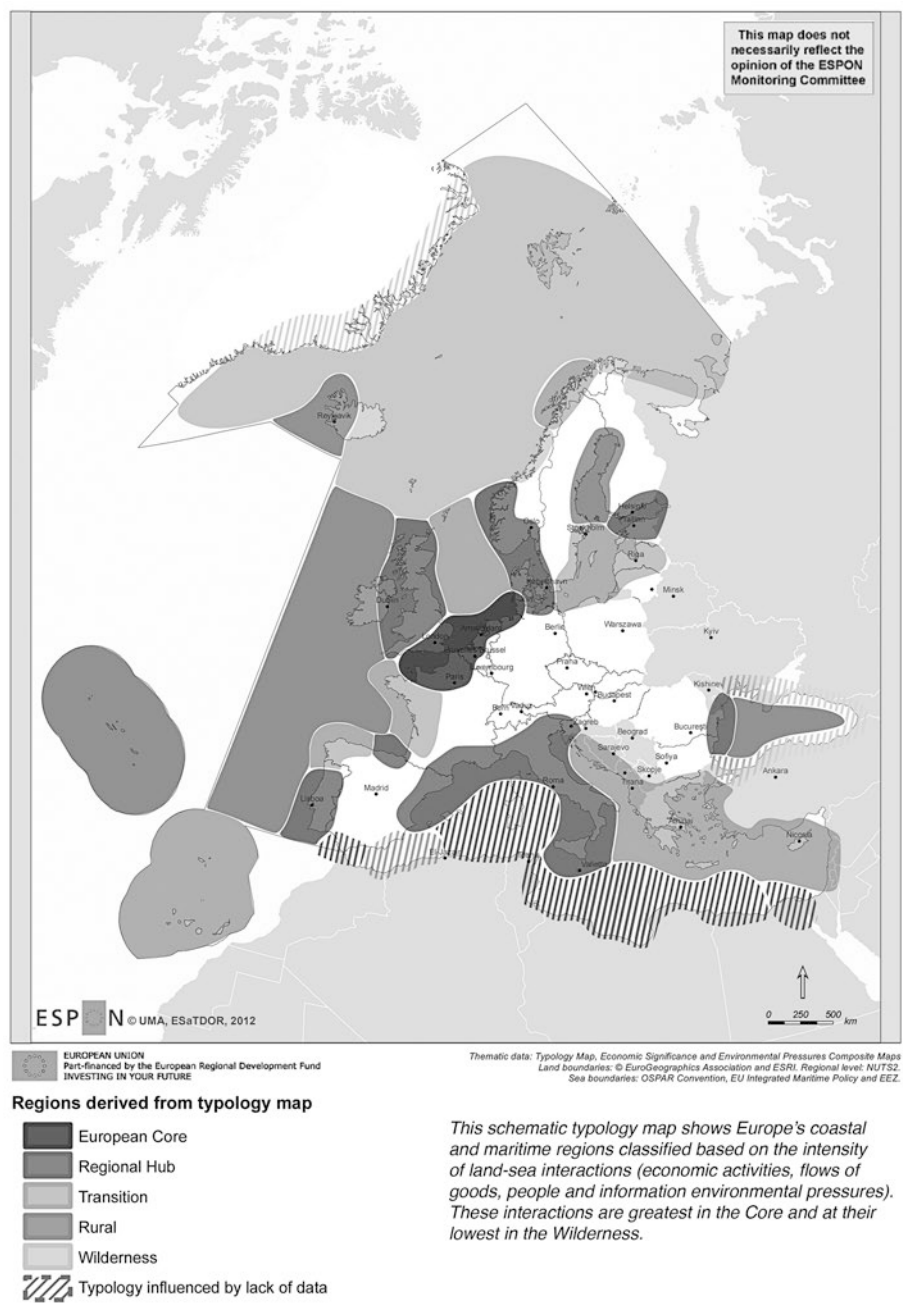 This map does not
necessarily reflect the
opinion of the ESPON
Monitoring Committee
Reykjavik
Helsinki
Oslo
Tallinn
Stockholm
Riga
København
Minsk
Dublin
Berlin
Warszawa
Kyiv
London
Praha
Luxembourg
Paris
Kishinev
Wien
Budapest
Bern
Vaduz
Zagreb
Beograd
Bucureşti
Sarajevo
Sofiya
Skopje
Roma
Tirana
Ankara
Madrid
Lisboa
Athinai
Nicosia
Valletta
ESPON © UMA, ESaTDOR, 2012
0 250 500 km
EUROPEAN UNION
Part-financed by the European Regional Development Fund
INVESTING IN YOUR FUTURE
Thematic data: Typology Map, Economic Significance and Environmental Pressures Composite Maps
Land boundaries: © EuroGeographics Association and ESRI. Regional level: NUTS2.
Sea boundaries: OSPAR Convention, EU Integrated Maritime Policy and EEZ.
Regions derived from typology map
European Core
Regional Hub
Transition
Rural
Wilderness
Typology influenced by lack of data
This schematic typology map shows Europe's coastal
and maritime regions classified based on the intensity
of land-sea interactions (economic activities, flows of
goods, people and information environmental pressures).
These interactions are greatest in the Core and at their
lowest in the Wilderness.